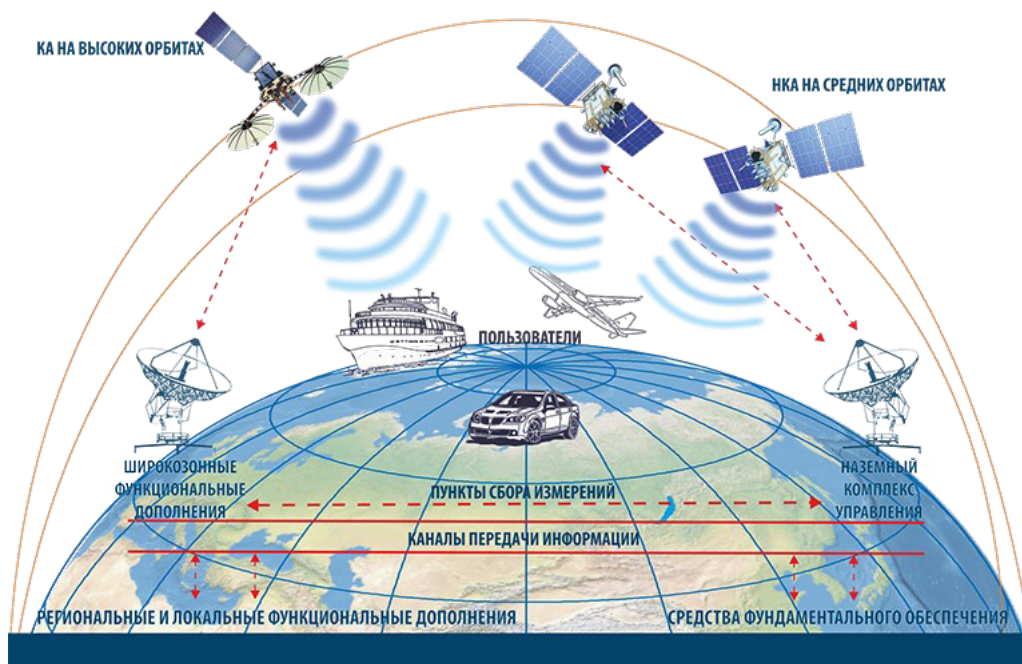 КА НА ВЫСОКИХ ОРБИТАХ
НКА НА СРЕДНИХ ОРБИТАХ
ПОЛЬЗОВАТЕЛИ
ШИРОКОЗОННЫЕ
ФУНКЦИОНАЛЬНЫЕ
ДОПОЛНЕНИЯ
ПУНКТЫ СБОРА ИЗМЕРЕНИЙ
НАЗЕМНЫЙ
КОМПЛЕКС
УПРАВЛЕНИЯ
КАНАЛЫ ПЕРЕДАЧИ ИНФОРМАЦИИ
РЕГИОНАЛЬНЫЕ И ЛОКАЛЬНЫЕ ФУНКЦИОНАЛЬНЫЕ ДОПОЛНЕНИЯ
СРЕДСТВА ФУНДАМЕНТАЛЬНОГО ОБЕСПЕЧЕНИЯ